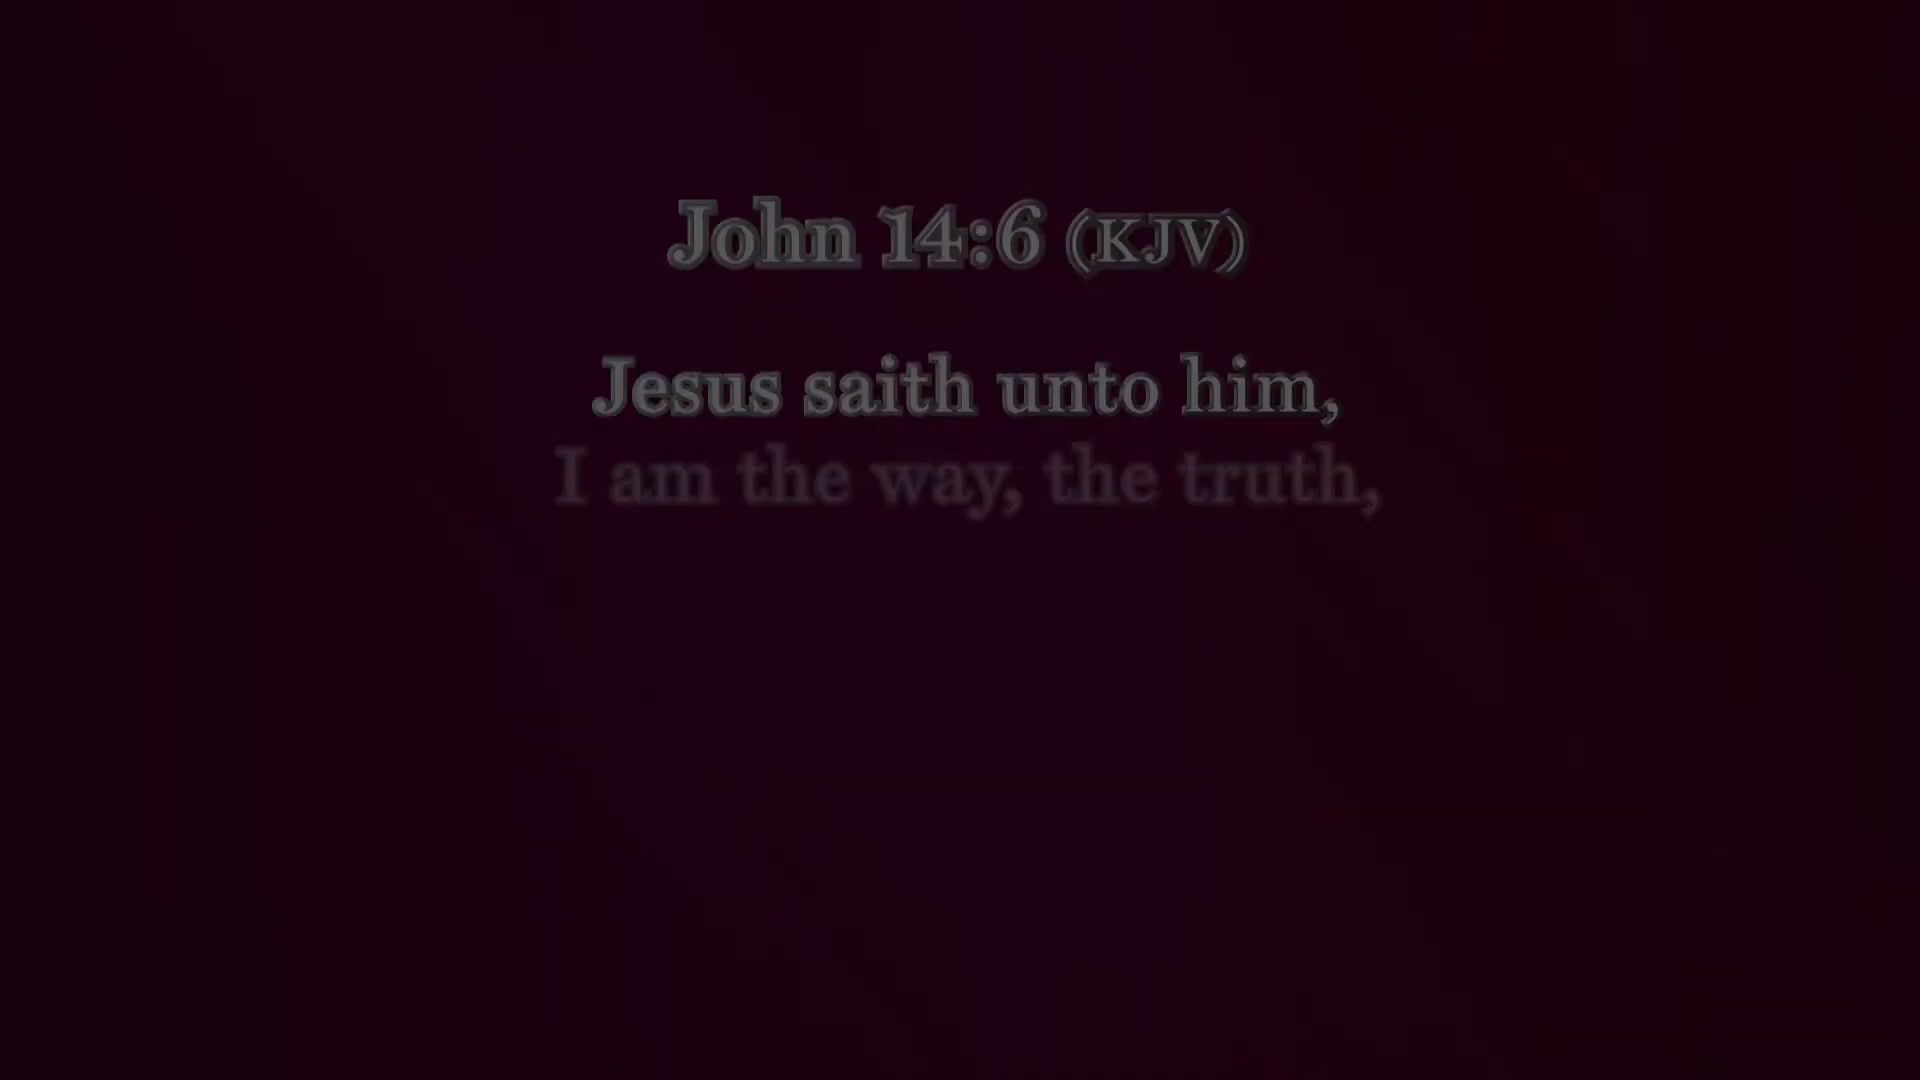 John 14:6 (KJV)
Jesus saith unto him,
I am the way, the truth,